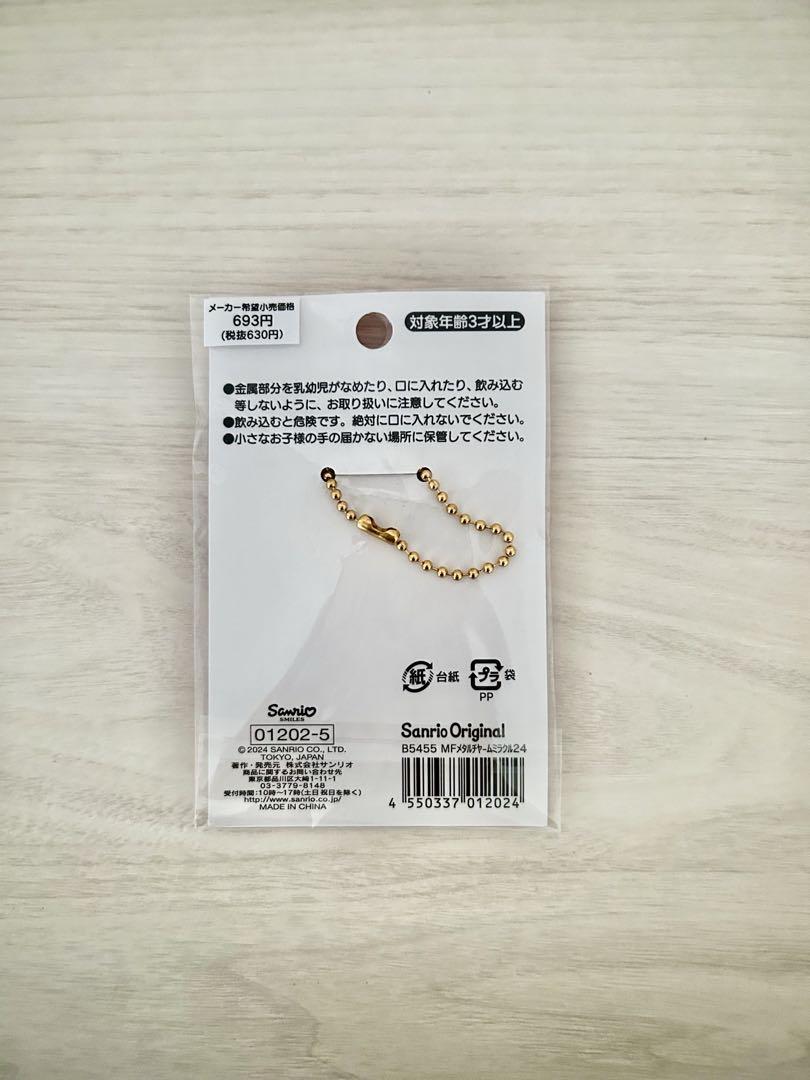 メーカー希望小売価格
693円
(税抜630円)
対象年齢3才以上
●金属部分を乳幼児がなめたり、口に入れたり、飲み込む
等しないように、お取り扱いに注意してください。
●飲み込むと危険です。絶対に口に入れないでください。
●小さなお子様の手の届かない場所に保管してください。
紙 台紙
プラ 袋
PP
Sanrio
SMILES
01202-5
©2024 SANRIO CO., LTD.
TOKYO, JAPAN
著作・発売元 株式会社サンリオ
商品に関するお問い合わせ先
東京都品川区大崎1-11-1
03-3779-8148
受付時間:10時~17時(土日祝日を除く)
http://www.sanrio.co.jp/
MADE IN CHINA
Sanrio Original
B5455 MFメタルチャームミラクル24
4 550337 012024